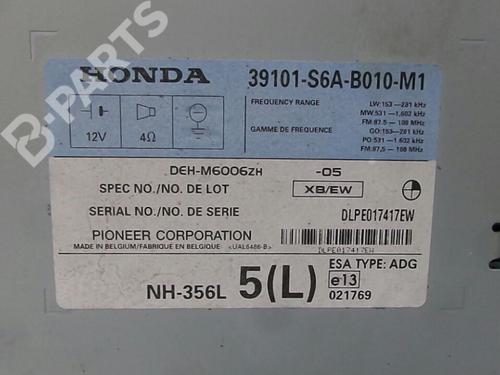 B-PARTS
HONDA 39101-S6A-B010-M1
FREQUENCY RANGE LW:153 — 281 kHz
MW:531 — 1,602 kHz
FM:87.5 — 108 MHz
12V 4Ω
GAMME DE FREQUENCE GO:153 — 281 kHz
PO:531 — 1,602 kHz
FM:87,5 — 108 MHz
DEH-M6006ZH -05
SPEC NO./NO. DE LOT XB/EW
SERIAL NO./NO. DE SERIE DLPE017417EW
PIONEER CORPORATION
MADE IN BELGIUM/FABRIQUÉ EN BELGIQUE <UAL6486-B> DLPE017417EW
NH-356L 5(L) ESA TYPE: ADG
e13
021769